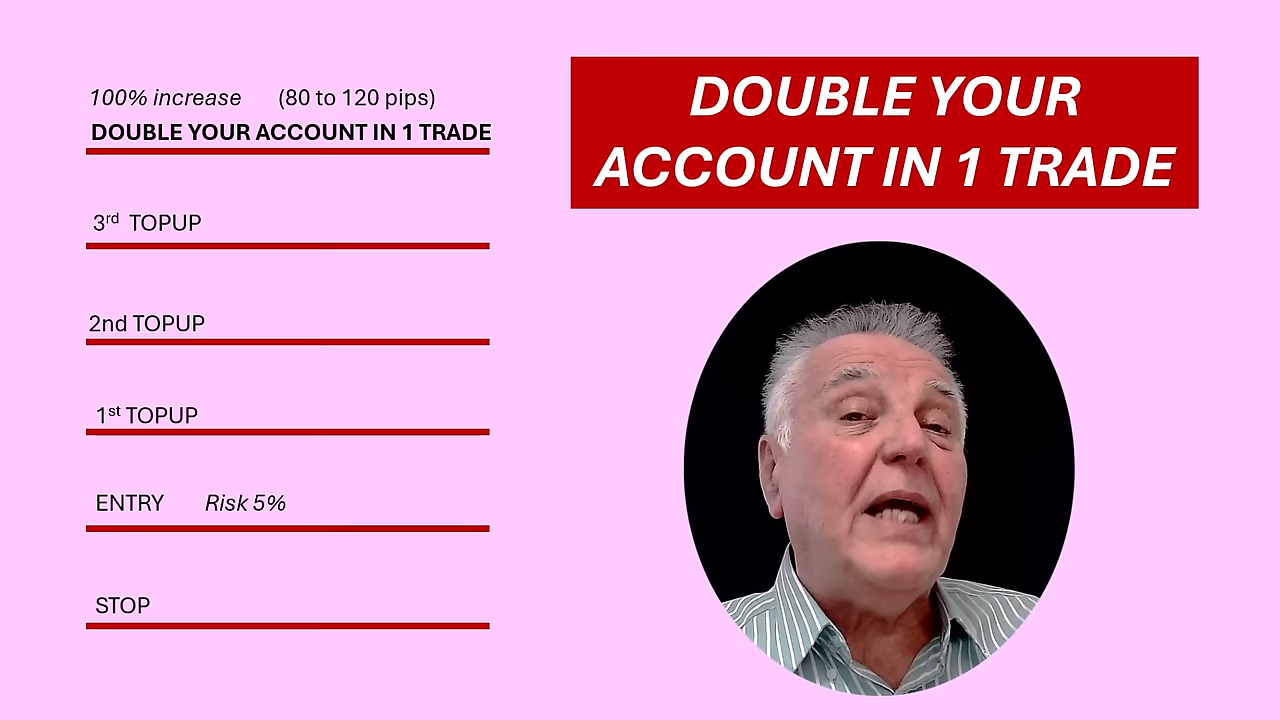 100% increase (80 to 120 pips)
DOUBLE YOUR ACCOUNT IN 1 TRADE
3rd TOPUP
2nd TOPUP
1st TOPUP
ENTRY Risk 5%
STOP
DOUBLE YOUR
ACCOUNT IN 1 TRADE